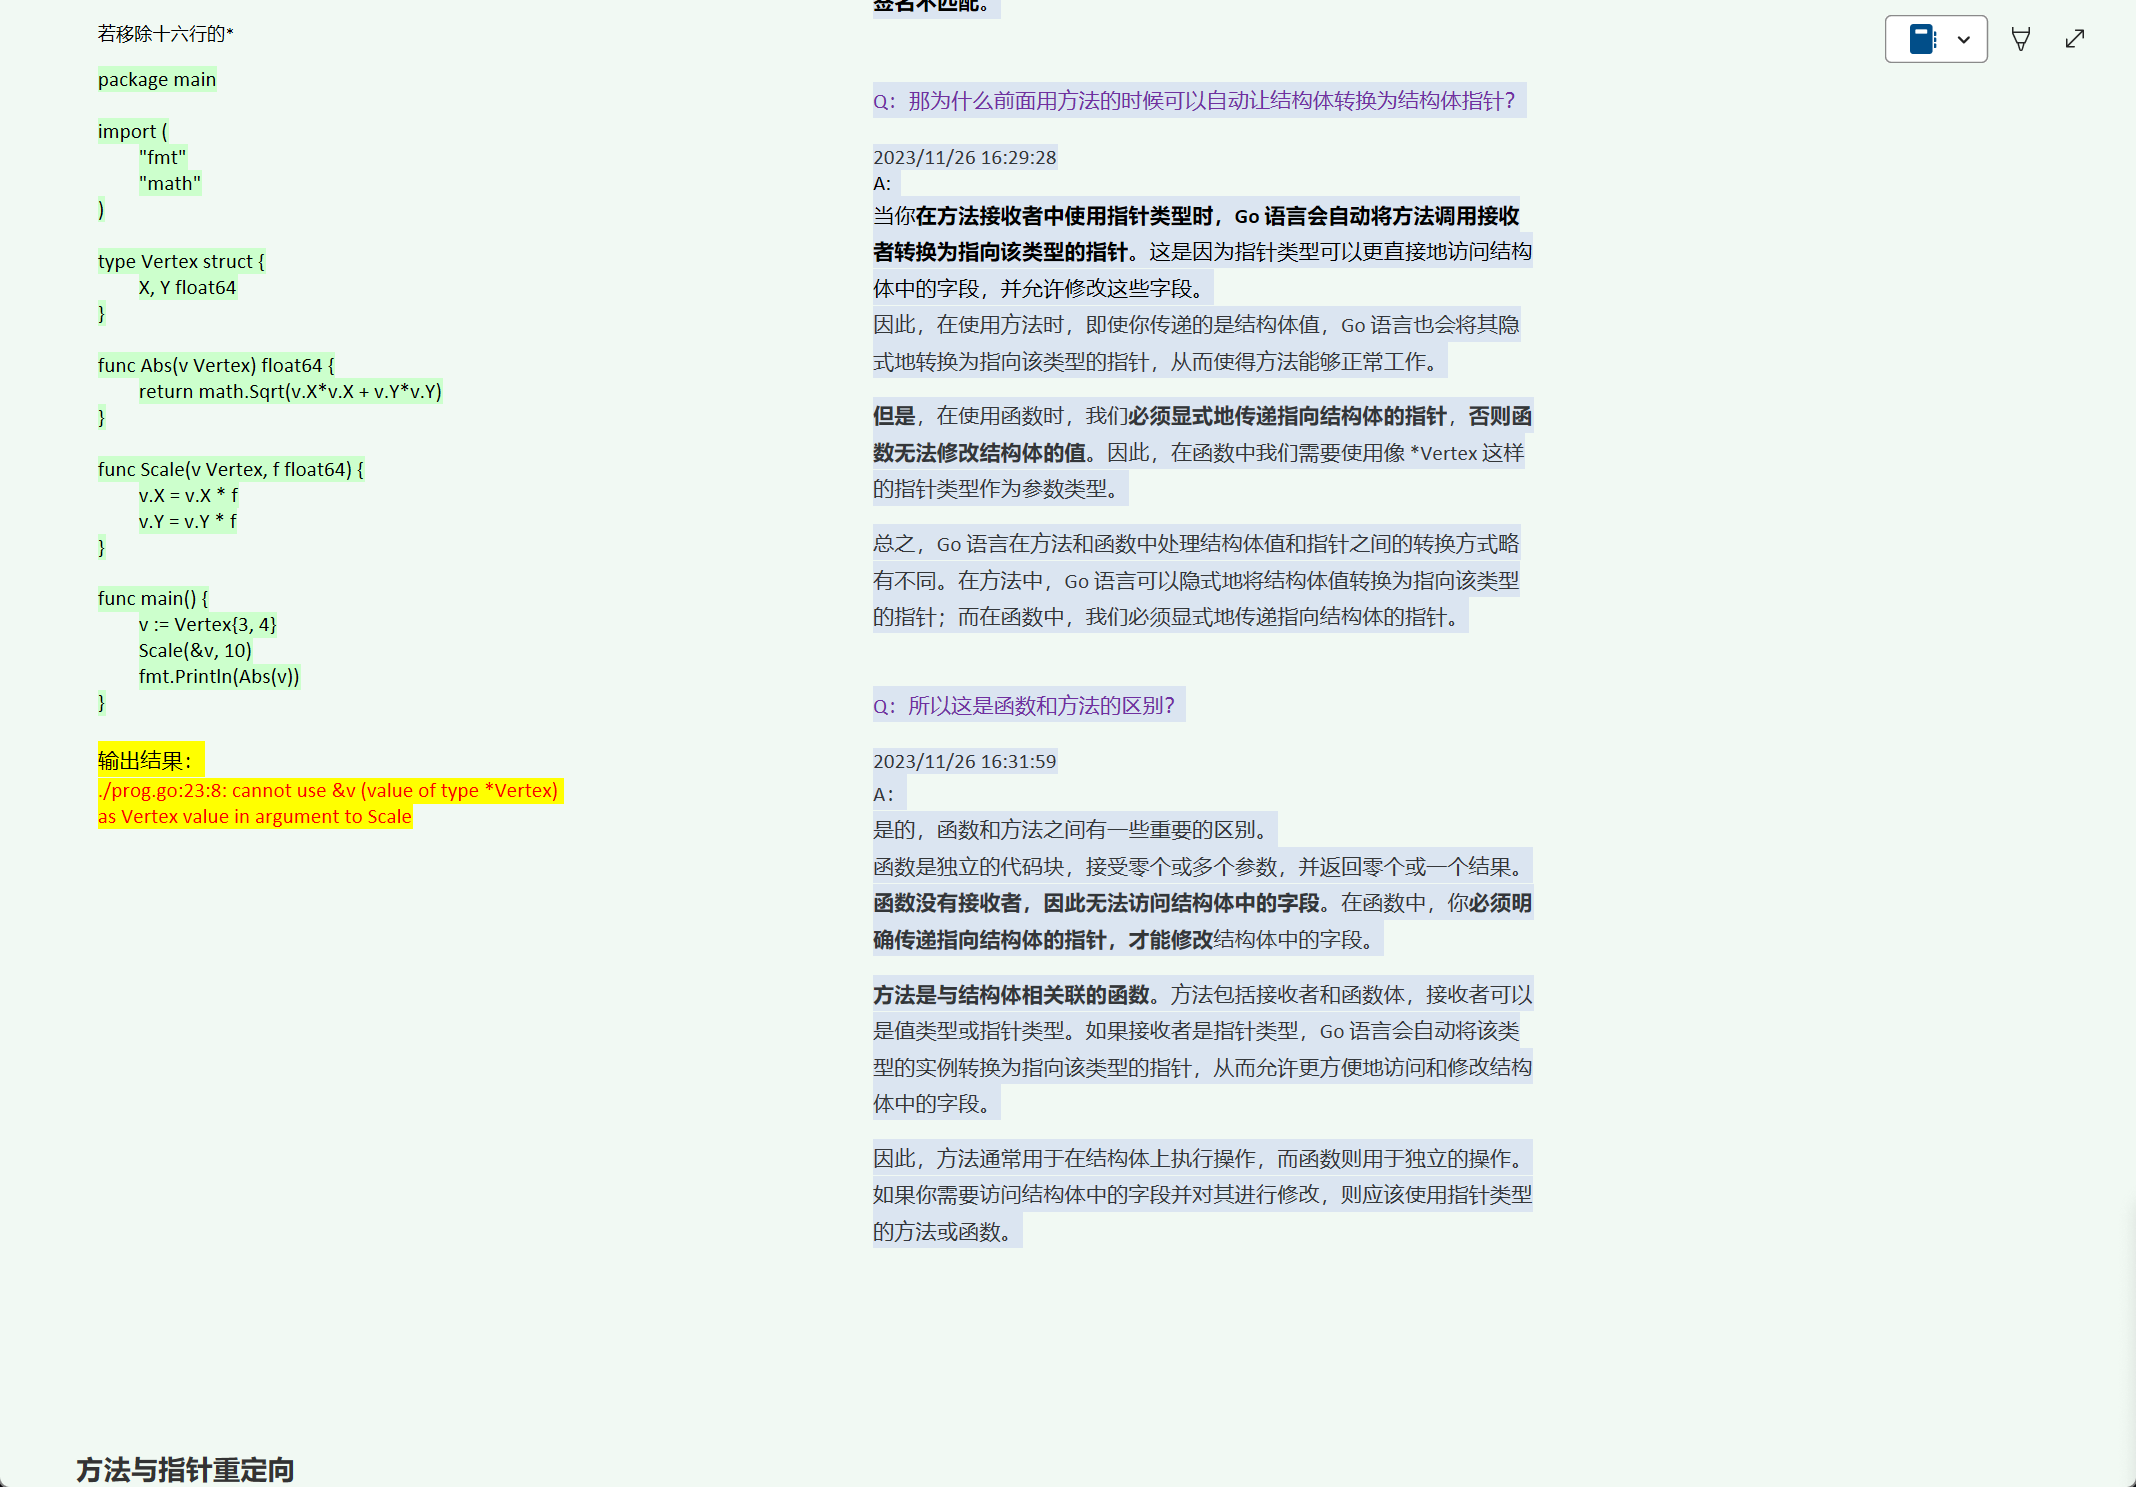 若移除十六行的*
package main
import (
"fmt"
"math"
)
type Vertex struct {
X, Y float64
}
func Abs(v Vertex) float64 {
return math.Sqrt(v.X*v.X + v.Y*v.Y)
}
func Scale(v Vertex, f float64) {
v.X = v.X * f
v.Y = v.Y * f
}
func main() {
v := Vertex{3, 4}
Scale(&v, 10)
fmt.Println(Abs(v))
}
输出结果：
./prog.go:23:8: cannot use &v (value of type *Vertex)
as Vertex value in argument to Scale
签名不匹配。
Q：那为什么前面用方法的时候可以自动让结构体转换为结构体指针？
2023/11/26 16:29:28
A:
当你在方法接收者中使用指针类型时，Go 语言会自动将方法调用接收
者转换为指向该类型的指针。这是因为指针类型可以更直接地访问结构
体中的字段，并允许修改这些字段。
因此，在使用方法时，即使你传递的是结构体值，Go 语言也会将其隐
式地转换为指向该类型的指针，从而使得方法能够正常工作。
但是，在使用函数时，我们必须显式地传递指向结构体的指针，否则函
数无法修改结构体的值。因此，在函数中我们需要使用像 *Vertex 这样
的指针类型作为参数类型。
总之，Go 语言在方法和函数中处理结构体值和指针之间的转换方式略
有不同。在方法中，Go 语言可以隐式地将结构体值转换为指向该类型
的指针；而在函数中，我们必须显式地传递指向结构体的指针。
Q：所以这是函数和方法的区别？
2023/11/26 16:31:59
A：
是的，函数和方法之间有一些重要的区别。
函数是独立的代码块，接受零个或多个参数，并返回零个或一个结果。
函数没有接收者，因此无法访问结构体中的字段。在函数中，你必须明
确传递指向结构体的指针，才能修改结构体中的字段。
方法是与结构体相关联的函数。方法包括接收者和函数体，接收者可以
是值类型或指针类型。如果接收者是指针类型，Go 语言会自动将该类
型的实例转换为指向该类型的指针，从而允许更方便地访问和修改结构
体中的字段。
因此，方法通常用于在结构体上执行操作，而函数则用于独立的操作。
如果你需要访问结构体中的字段并对其进行修改，则应该使用指针类型
的方法或函数。
方法与指针重定向